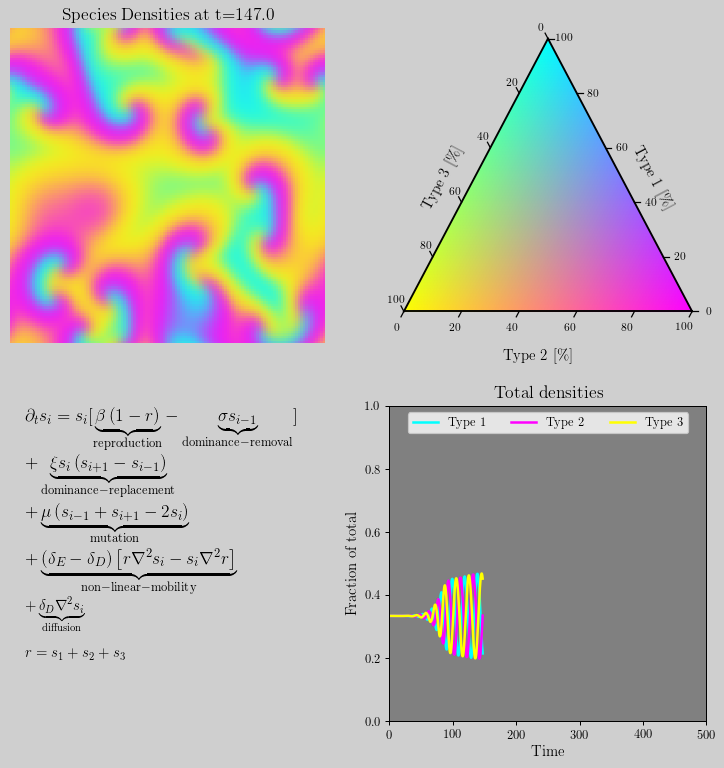 Species Densities at t=147.0
0
100
20
80
40
60
Type 3 [%]
Type 1 [%]
60
40
80
20
100
0
0 20 40 60 80 100
Type 2 [%]
∂ₜsᵢ = sᵢ[ β (1 − r) − σsᵢ₋₁ ]
reproduction dominance−removal
+ ξsᵢ (sᵢ₊₁ − sᵢ₋₁)
dominance−replacement
+ μ (sᵢ₋₁ + sᵢ₊₁ − 2sᵢ)
mutation
+ (δ_E − δ_D) [r∇²sᵢ − sᵢ∇²r]
non−linear−mobility
+ δ_D∇²sᵢ
diffusion
r = s₁ + s₂ + s₃
Total densities
Type 1 Type 2 Type 3
1.0
0.8
0.6
0.4
0.2
0.0
Fraction of total
0 100 200 300 400 500
Time